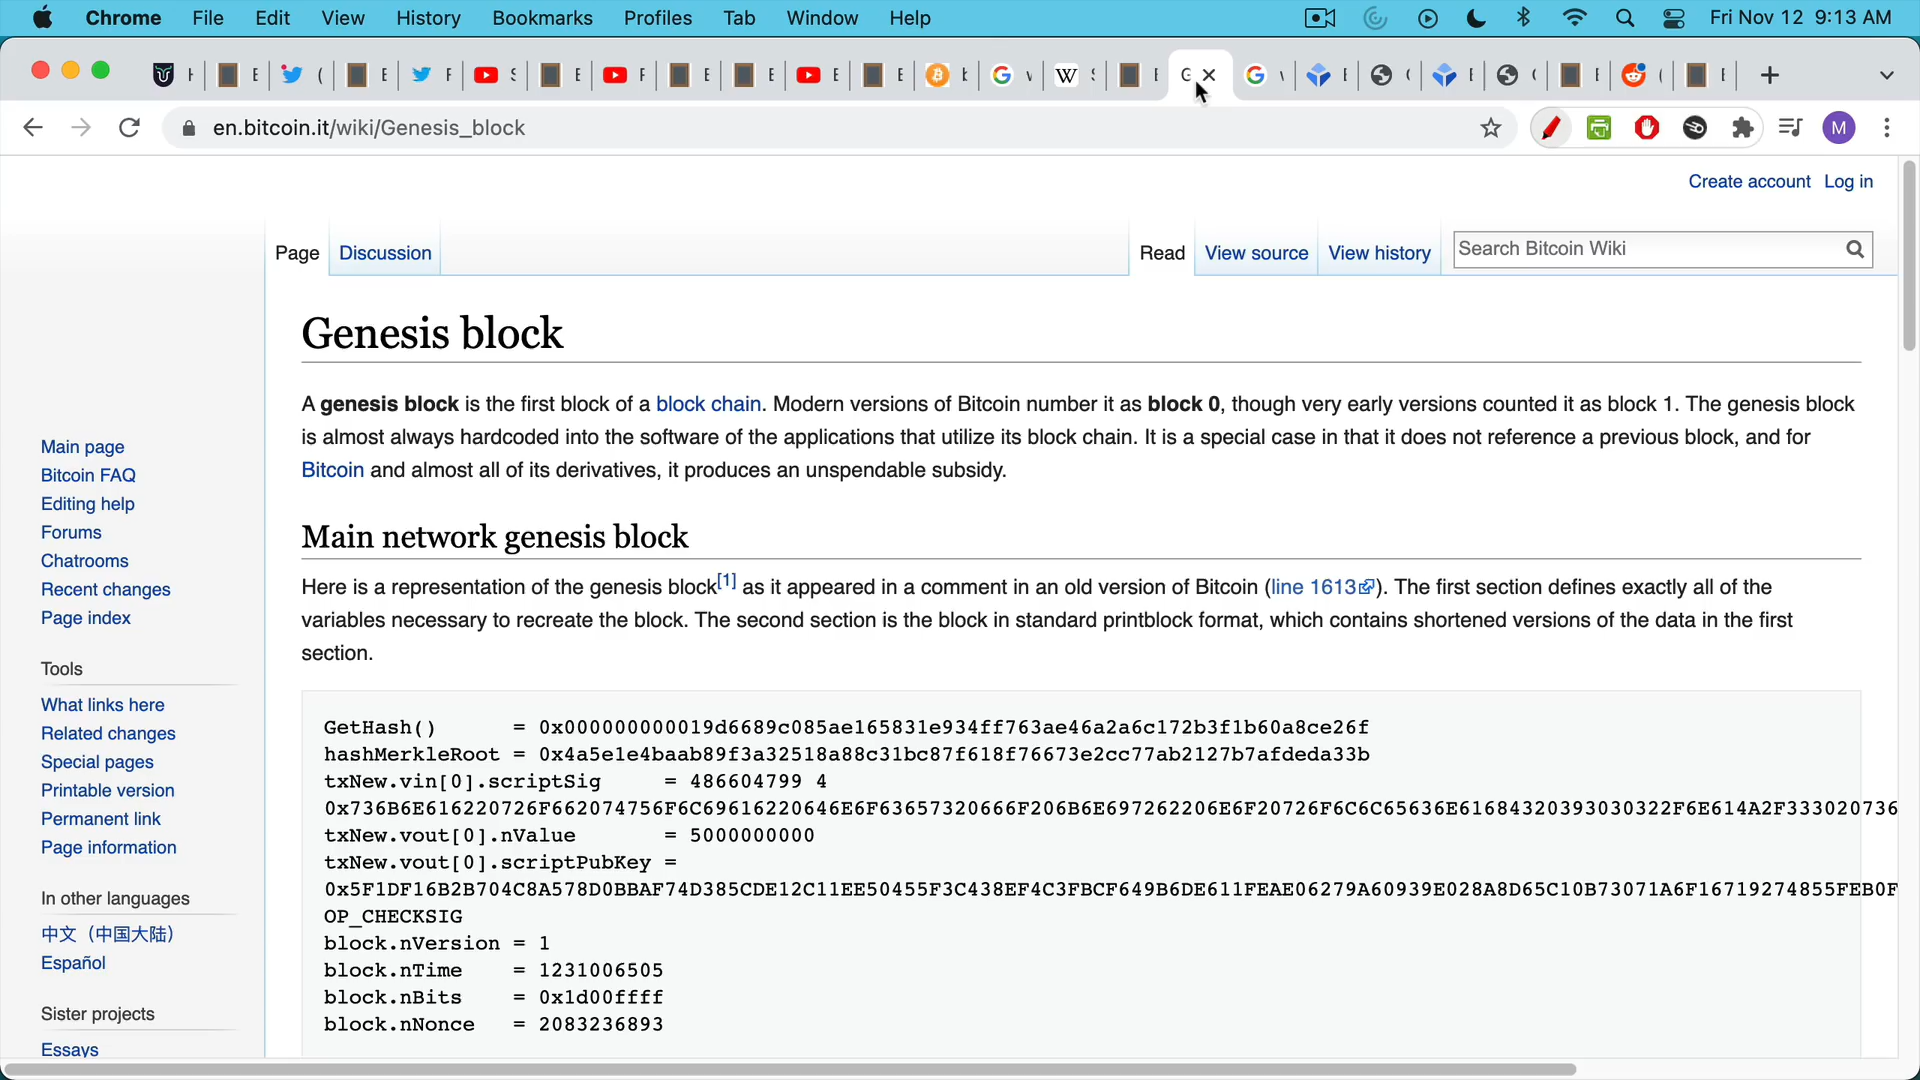 Chrome File Edit View History Bookmarks Profiles Tab Window Help Fri Nov 12 9:13 AM
en.bitcoin.it/wiki/Genesis_block M
Create account Log in
Page Discussion Read View source View history Search Bitcoin Wiki
Genesis block
A genesis block is the first block of a block chain. Modern versions of Bitcoin number it as block 0, though very early versions counted it as block 1. The genesis block
is almost always hardcoded into the software of the applications that utilize its block chain. It is a special case in that it does not reference a previous block, and for
Bitcoin and almost all of its derivatives, it produces an unspendable subsidy.
Main network genesis block
Here is a representation of the genesis block[1] as it appeared in a comment in an old version of Bitcoin (line 1613). The first section defines exactly all of the
variables necessary to recreate the block. The second section is the block in standard printblock format, which contains shortened versions of the data in the first
section.
GetHash() = 0x000000000019d6689c085ae165831e934ff763ae46a2a6c172b3f1b60a8ce26f
hashMerkleRoot = 0x4a5e1e4baab89f3a32518a88c31bc87f618f76673e2cc77ab2127b7afdeda33b
txNew.vin[0].scriptSig = 486604799 4
0x736B6E616220726F662074756F6C69616220646E6F63657320666F206B6E697262206E6F20726F6C6C65636E61684320393030322F6E614A2F333020736
txNew.vout[0].nValue = 5000000000
txNew.vout[0].scriptPubKey =
0x5F1DF16B2B704C8A578D0BBAF74D385CDE12C11EE50455F3C438EF4C3FBCF649B6DE611FEAE06279A60939E028A8D65C10B73071A6F16719274855FEB0F
OP_CHECKSIG
block.nVersion = 1
block.nTime = 1231006505
block.nBits = 0x1d00ffff
block.nNonce = 2083236893
Main page
Bitcoin FAQ
Editing help
Forums
Chatrooms
Recent changes
Page index
Tools
What links here
Related changes
Special pages
Printable version
Permanent link
Page information
In other languages
中文（中国大陆）
Español
Sister projects
Essays